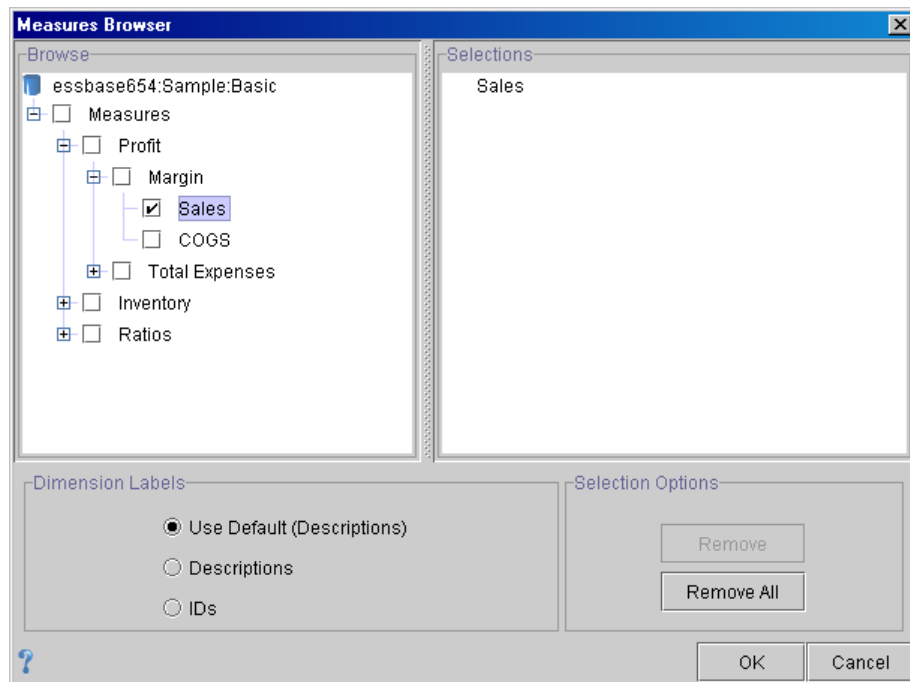 Measures Browser
Browse
essbase654:Sample:Basic
Measures
Profit
Margin
Sales
COGS
Total Expenses
Inventory
Ratios
Selections
Sales
Dimension Labels
Use Default (Descriptions)
Descriptions
IDs
Selection Options
Remove
Remove All
OK
Cancel